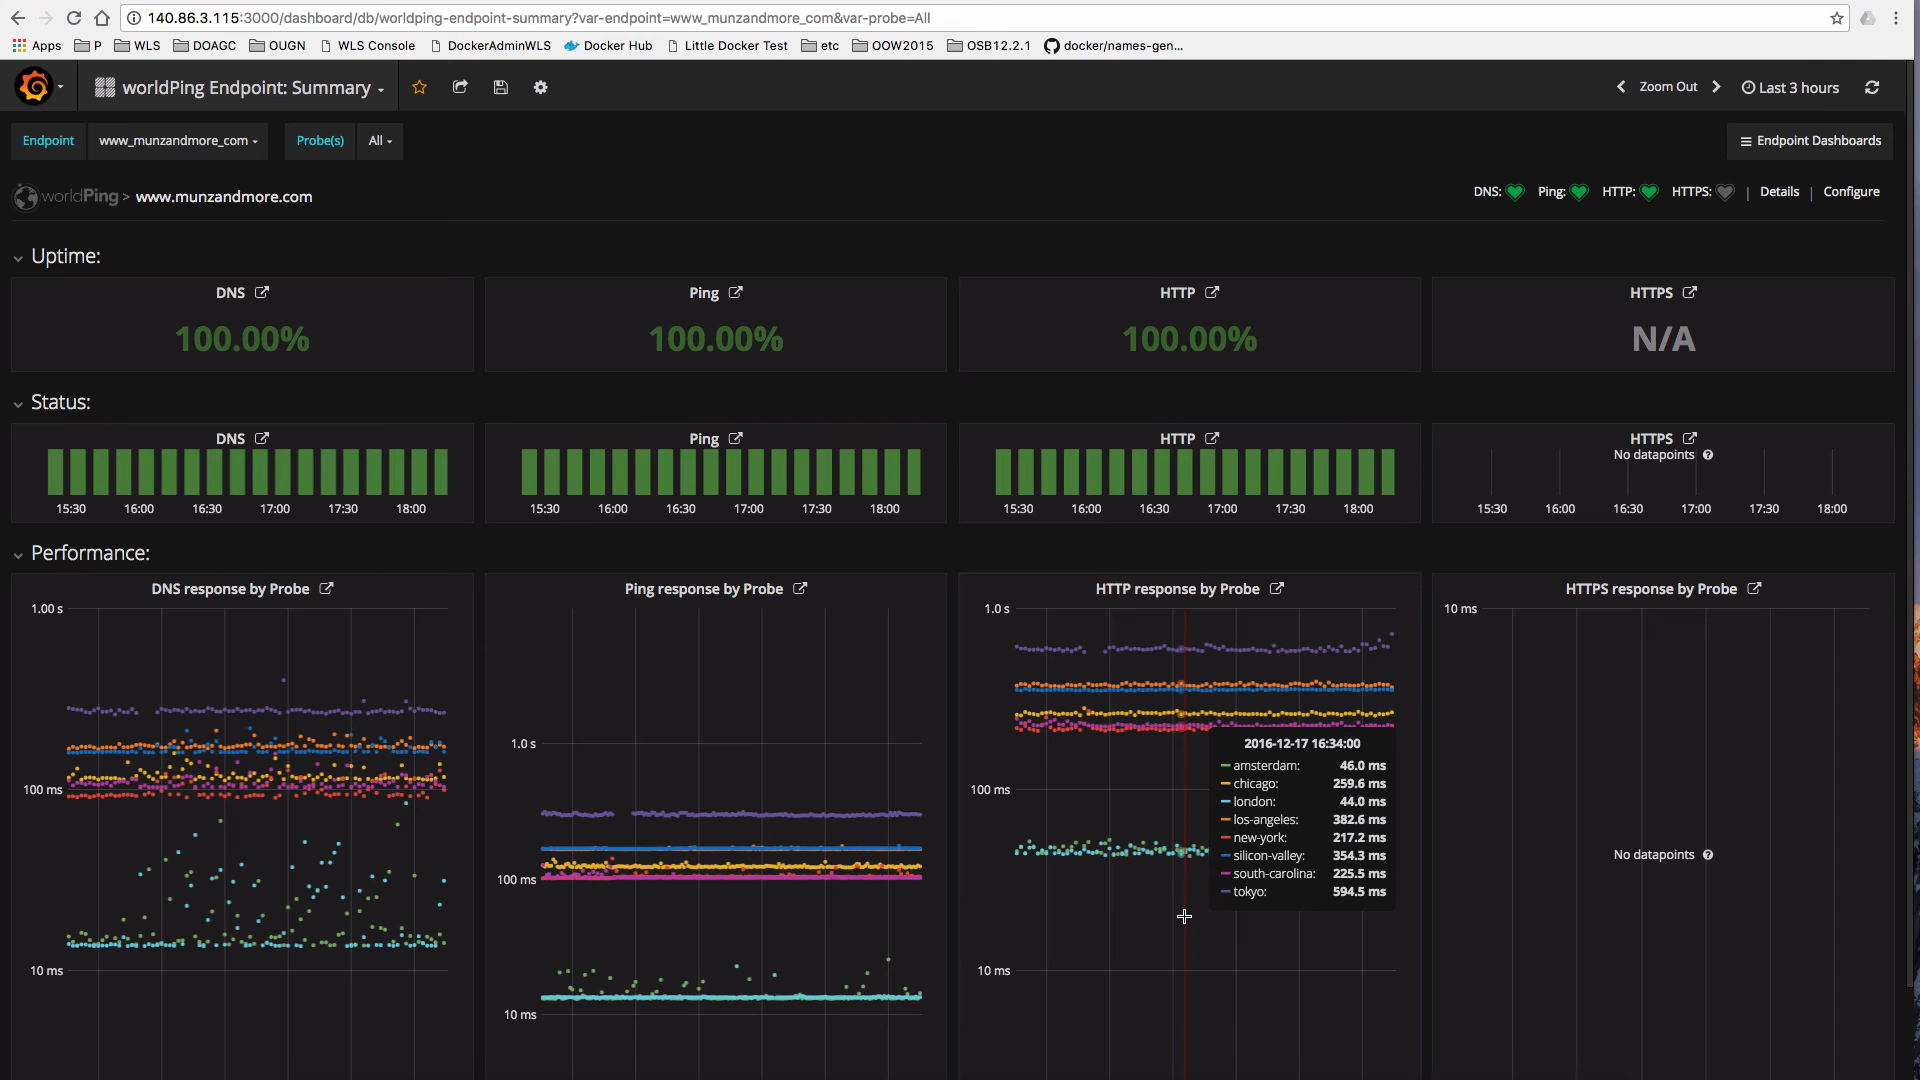 140.86.3.115:3000/dashboard/db/worldping-endpoint-summary?var-endpoint=www_munzandmore_com&var-probe=All
Apps P WLS DOAGC OUGN WLS Console DockerAdminWLS Docker Hub Little Docker Test etc OOW2015 OSB12.2.1 docker/names-gen...
worldPing Endpoint: Summary Zoom Out Last 3 hours
Endpoint www_munzandmore_com Probe(s) All Endpoint Dashboards
worldPing > www.munzandmore.com DNS: Ping: HTTP: HTTPS: | Details | Configure
Uptime:
DNS Ping HTTP HTTPS
100.00% 100.00% 100.00% N/A
Status:
DNS Ping HTTP HTTPS
No datapoints
15:30 16:00 16:30 17:00 17:30 18:00 15:30 16:00 16:30 17:00 17:30 18:00 15:30 16:00 16:30 17:00 17:30 18:00 15:30 16:00 16:30 17:00 17:30 18:00
Performance:
DNS response by Probe Ping response by Probe HTTP response by Probe HTTPS response by Probe
1.00 s 1.0 s 10 ms
1.0 s 2016-12-17 16:34:00
amsterdam: 46.0 ms
chicago: 259.6 ms
100 ms 100 ms
london: 44.0 ms
los-angeles: 382.6 ms
new-york: 217.2 ms
silicon-valley: 354.3 ms
No datapoints
south-carolina: 225.5 ms
100 ms
tokyo: 594.5 ms
10 ms 10 ms
10 ms